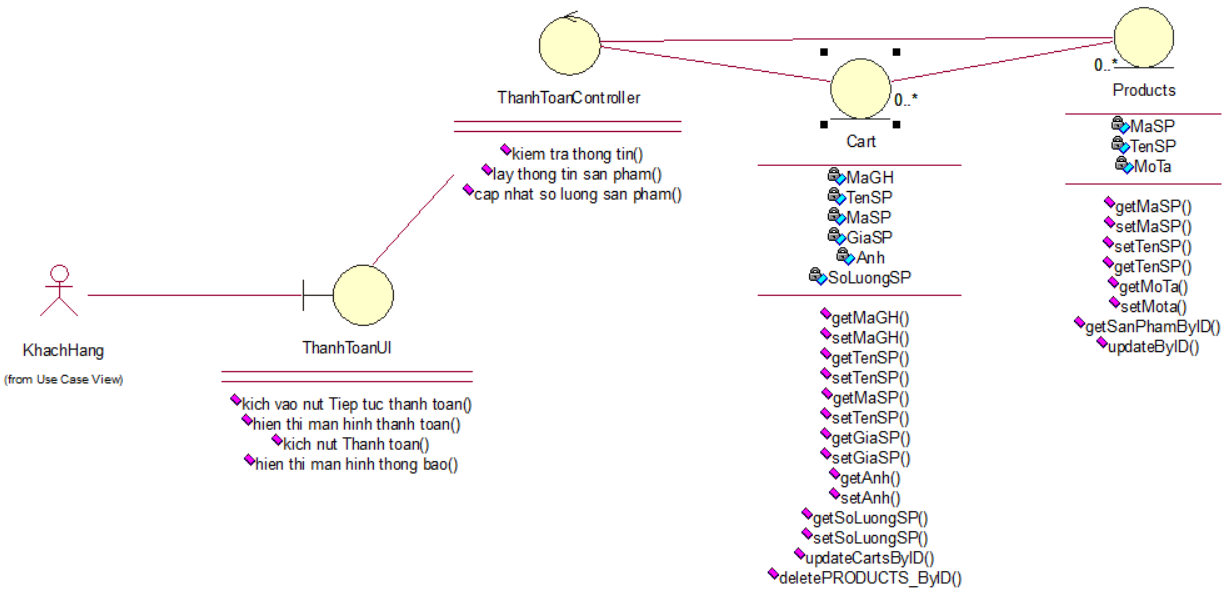 KhachHang
(from Use Case View)
ThanhToanUI
kich vao nut Tiep tuc thanh toan()
hien thi man hinh thanh toan()
kich nut Thanh toan()
hien thi man hinh thong bao()
ThanhToanController
kiem tra thong tin()
lay thong tin san pham()
cap nhat so luong san pham()
0..*
Cart
MaGH
TenSP
MaSP
GiaSP
Anh
SoLuongSP
getMaGH()
setMaGH()
getTenSP()
setTenSP()
getMaSP()
setTenSP()
getGiaSP()
setGiaSP()
getAnh()
setAnh()
getSoLuongSP()
setSoLuongSP()
updateCartsByID()
deletePRODUCTS_ByID()
0..*
Products
MaSP
TenSP
MoTa
getMaSP()
setMaSP()
setTenSP()
getTenSP()
getMoTa()
setMota()
getSanPhamByID()
updateByID()